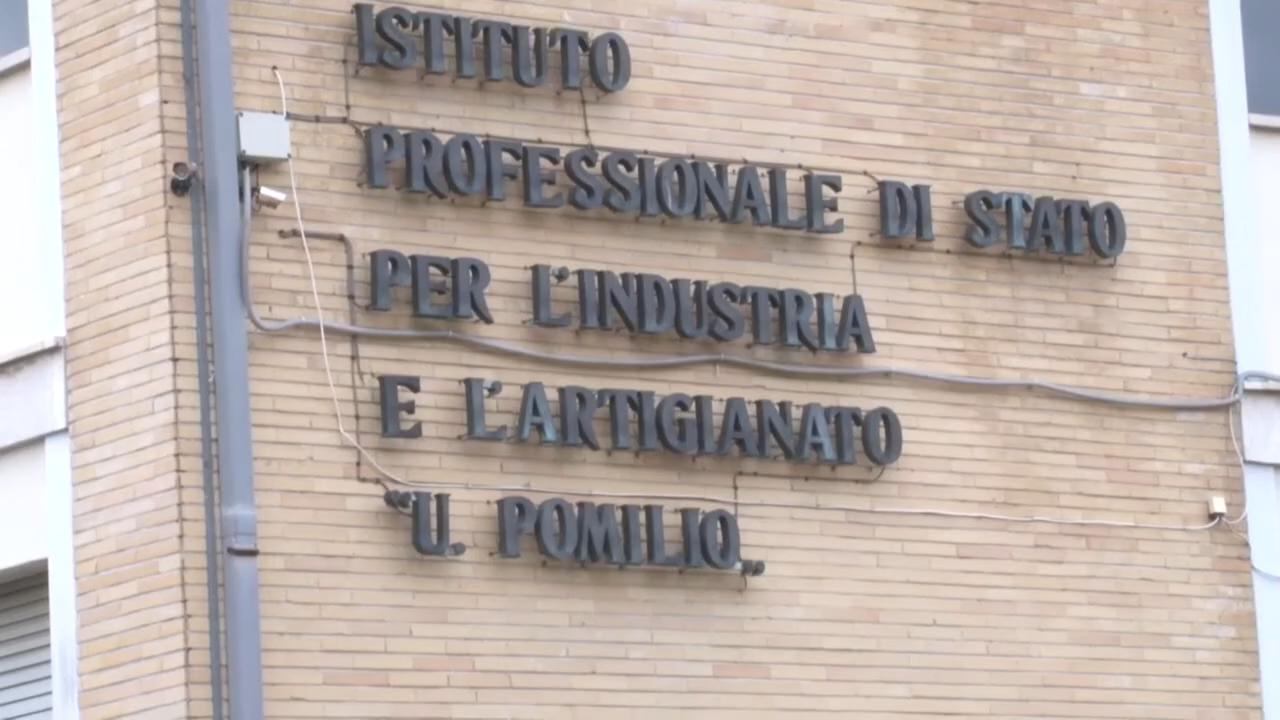 ISTITUTO
PROFESSIONALE DI STATO
PER L'INDUSTRIA
E L'ARTIGIANATO
"U. POMILIO„